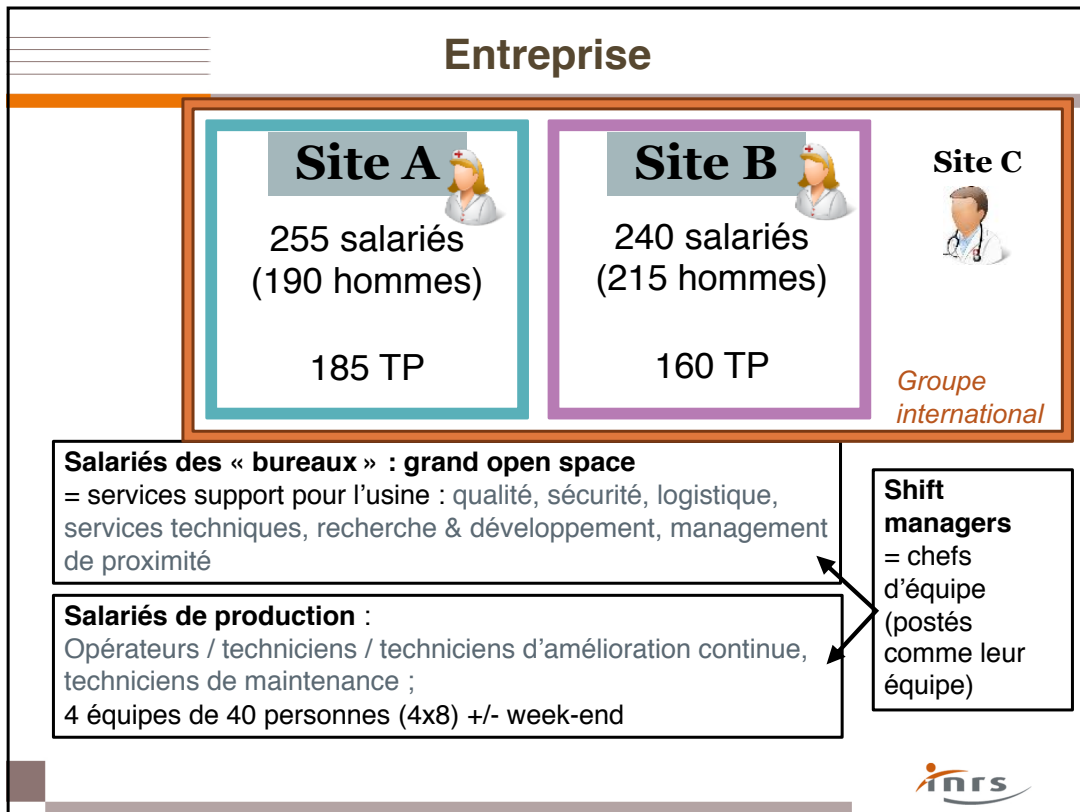 Entreprise
Site A
255 salariés
(190 hommes)
185 TP
Site B
240 salariés
(215 hommes)
160 TP
Site C
Groupe
international
Salariés des « bureaux » : grand open space
= services support pour l'usine : qualité, sécurité, logistique,
services techniques, recherche & développement, management
de proximité
Salariés de production :
Opérateurs / techniciens / techniciens d'amélioration continue,
techniciens de maintenance ;
4 équipes de 40 personnes (4x8) +/- week-end
Shift
managers
= chefs
d'équipe
(postés
comme leur
équipe)
inrs